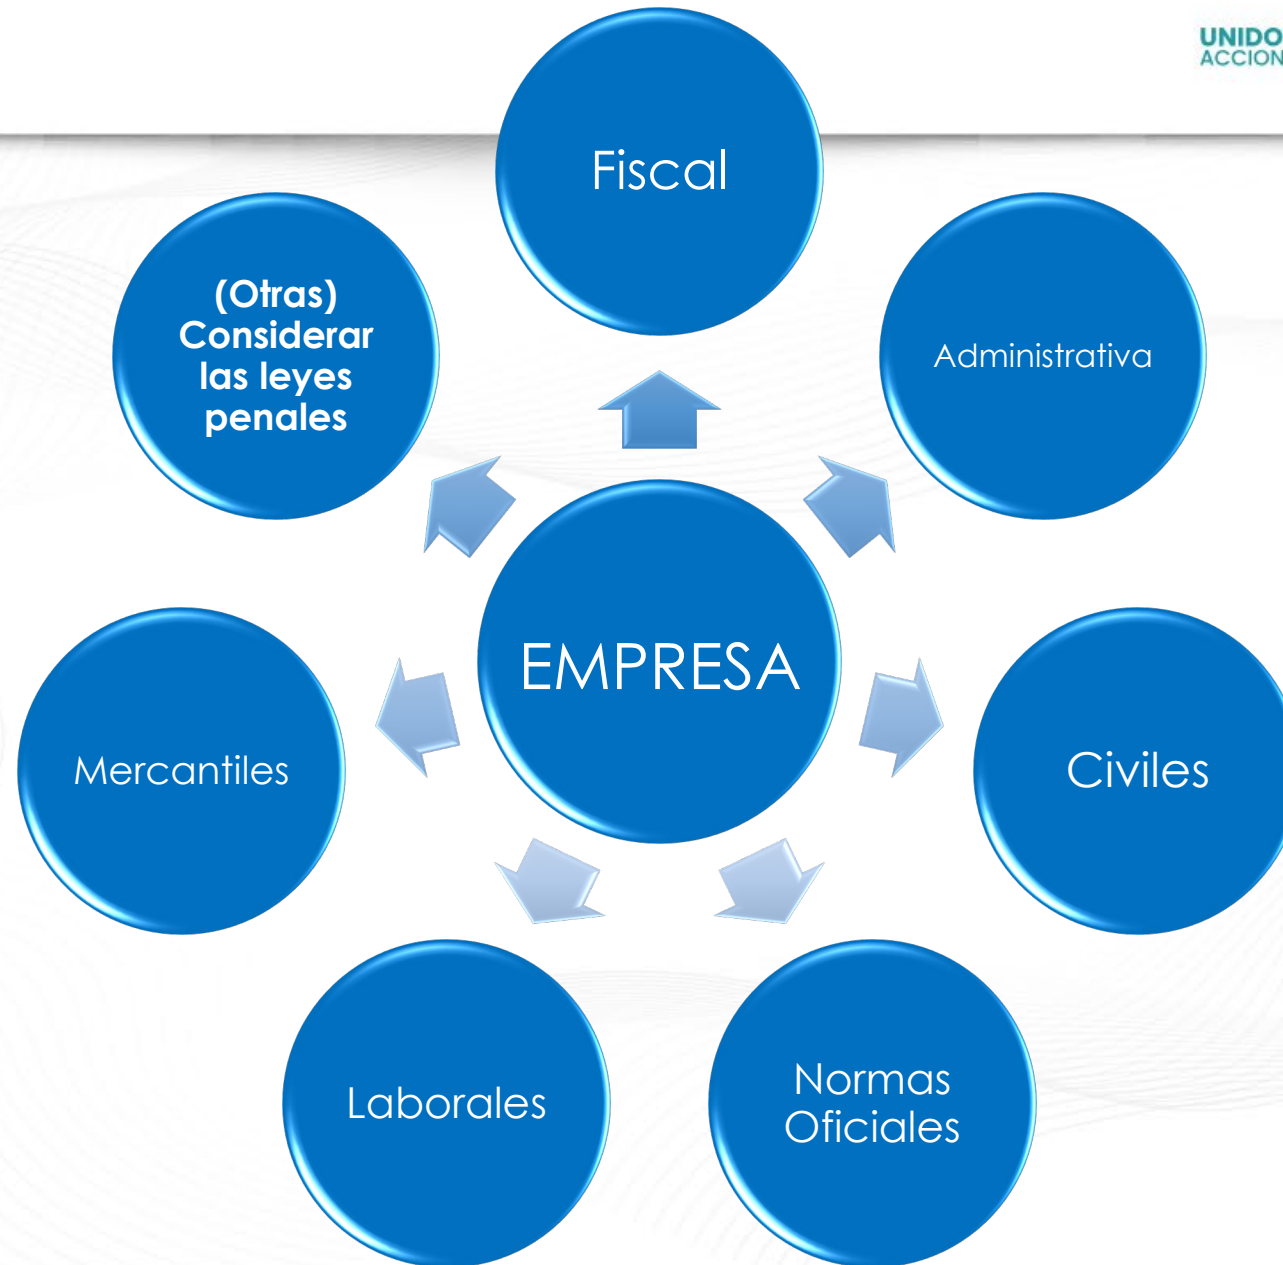 UNIDO
ACCION
Fiscal
(Otras)
Considerar
las leyes
penales
Administrativa
EMPRESA
Mercantiles
Civiles
Laborales
Normas
Oficiales